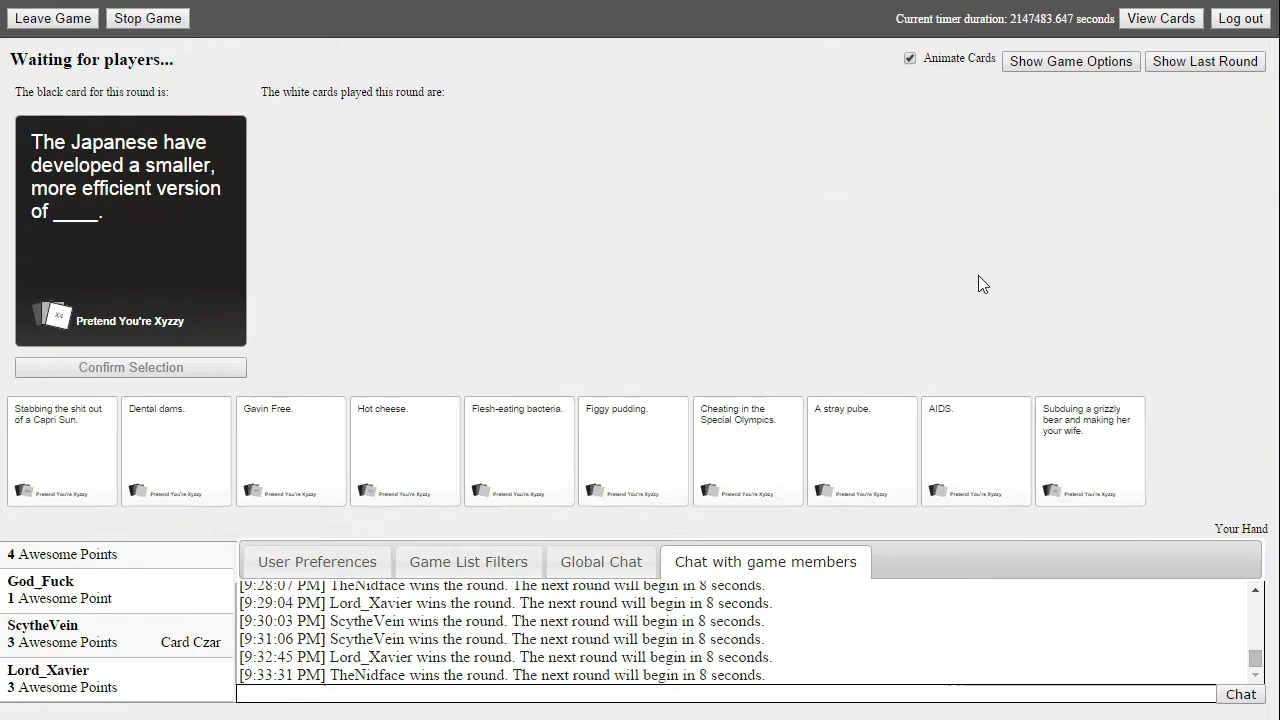 Leave Game
Stop Game
Current timer duration: 2147483.647 seconds
View Cards
Log out
Waiting for players...
Animate Cards
Show Game Options
Show Last Round
The black card for this round is:
The white cards played this round are:
The Japanese have
developed a smaller,
more efficient version
of ____.
X4
Pretend You're Xyzzy
Confirm Selection
Stabbing the shit out
of a Capri Sun.
Pretend You're Xyzzy
Dental dams.
Pretend You're Xyzzy
Gavin Free.
Pretend You're Xyzzy
Hot cheese.
Pretend You're Xyzzy
Flesh-eating bacteria.
Pretend You're Xyzzy
Figgy pudding.
Pretend You're Xyzzy
Cheating in the
Special Olympics.
Pretend You're Xyzzy
A stray pube.
Pretend You're Xyzzy
AIDS.
Pretend You're Xyzzy
Subduing a grizzly
bear and making her
your wife.
Pretend You're Xyzzy
Your Hand
4 Awesome Points
God_Fuck
1 Awesome Point
ScytheVein
3 Awesome Points Card Czar
Lord_Xavier
3 Awesome Points
User Preferences
Game List Filters
Global Chat
Chat with game members
[9:28:07 PM] TheNidface wins the round. The next round will begin in 8 seconds.
[9:29:04 PM] Lord_Xavier wins the round. The next round will begin in 8 seconds.
[9:30:03 PM] ScytheVein wins the round. The next round will begin in 8 seconds.
[9:31:06 PM] ScytheVein wins the round. The next round will begin in 8 seconds.
[9:32:45 PM] Lord_Xavier wins the round. The next round will begin in 8 seconds.
[9:33:31 PM] TheNidface wins the round. The next round will begin in 8 seconds.
Chat